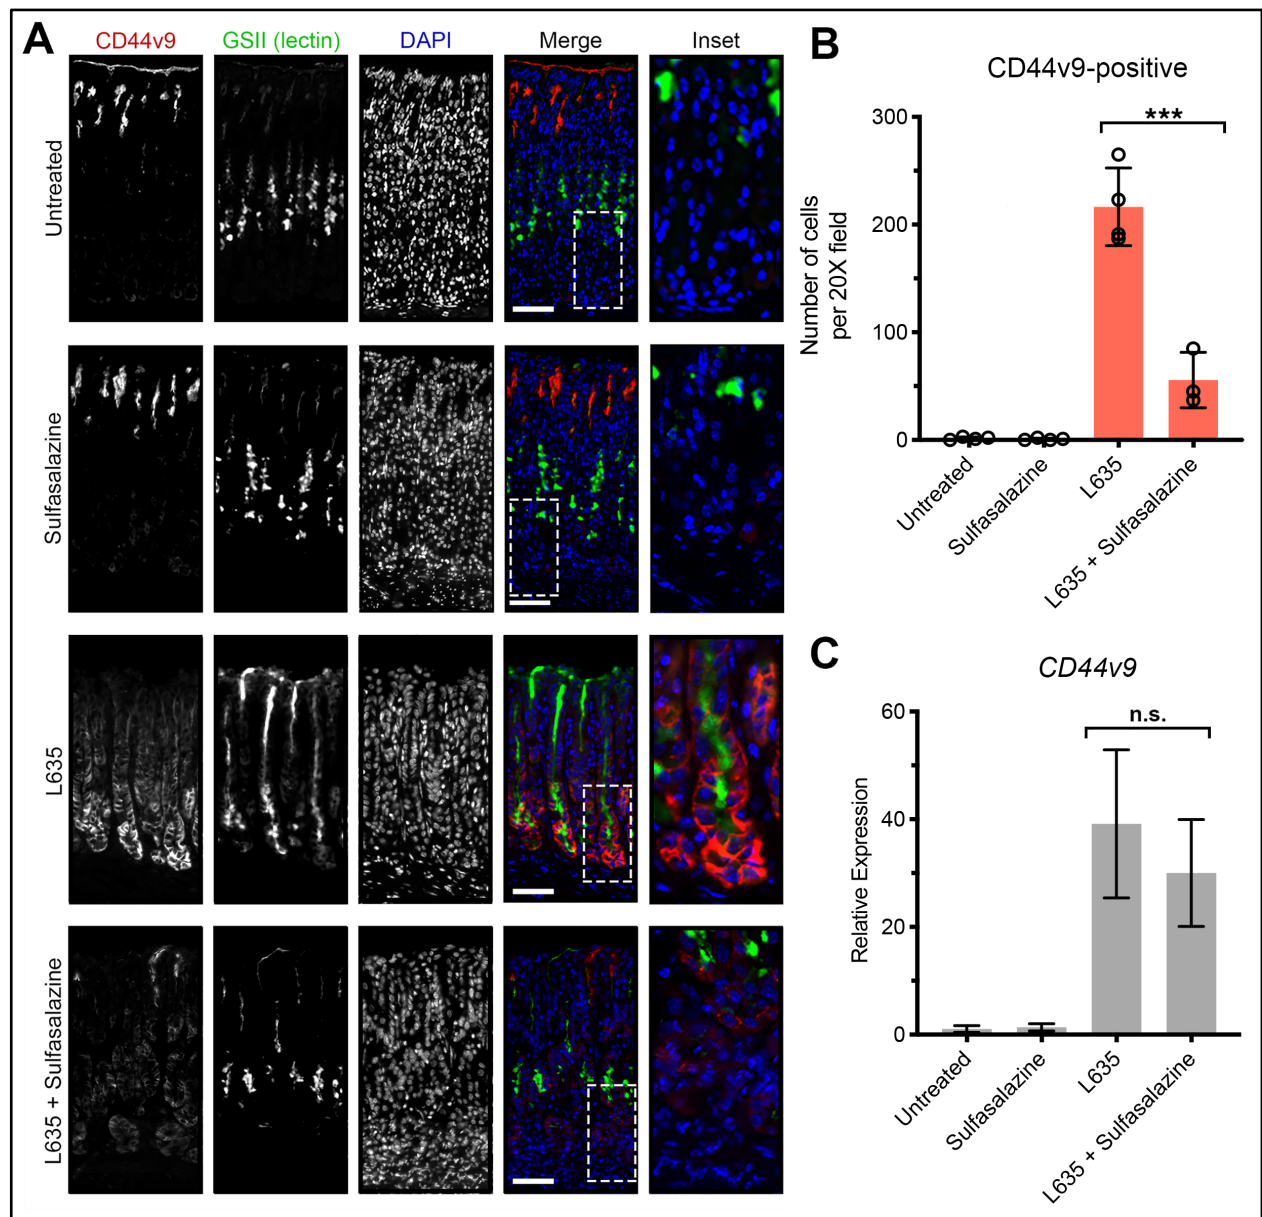 A
CD44v9
GSII (lectin)
DAPI
Merge
Inset
Untreated
Sulfasalazine
L635
L635 + Sulfasalazine
B
CD44v9-positive
***
Number of cells
per 20X field
300
200
100
0
Untreated
Sulfasalazine
L635
L635 + Sulfasalazine
C
CD44v9
n.s.
Relative Expression
60
40
20
0
Untreated
Sulfasalazine
L635
L635 + Sulfasalazine